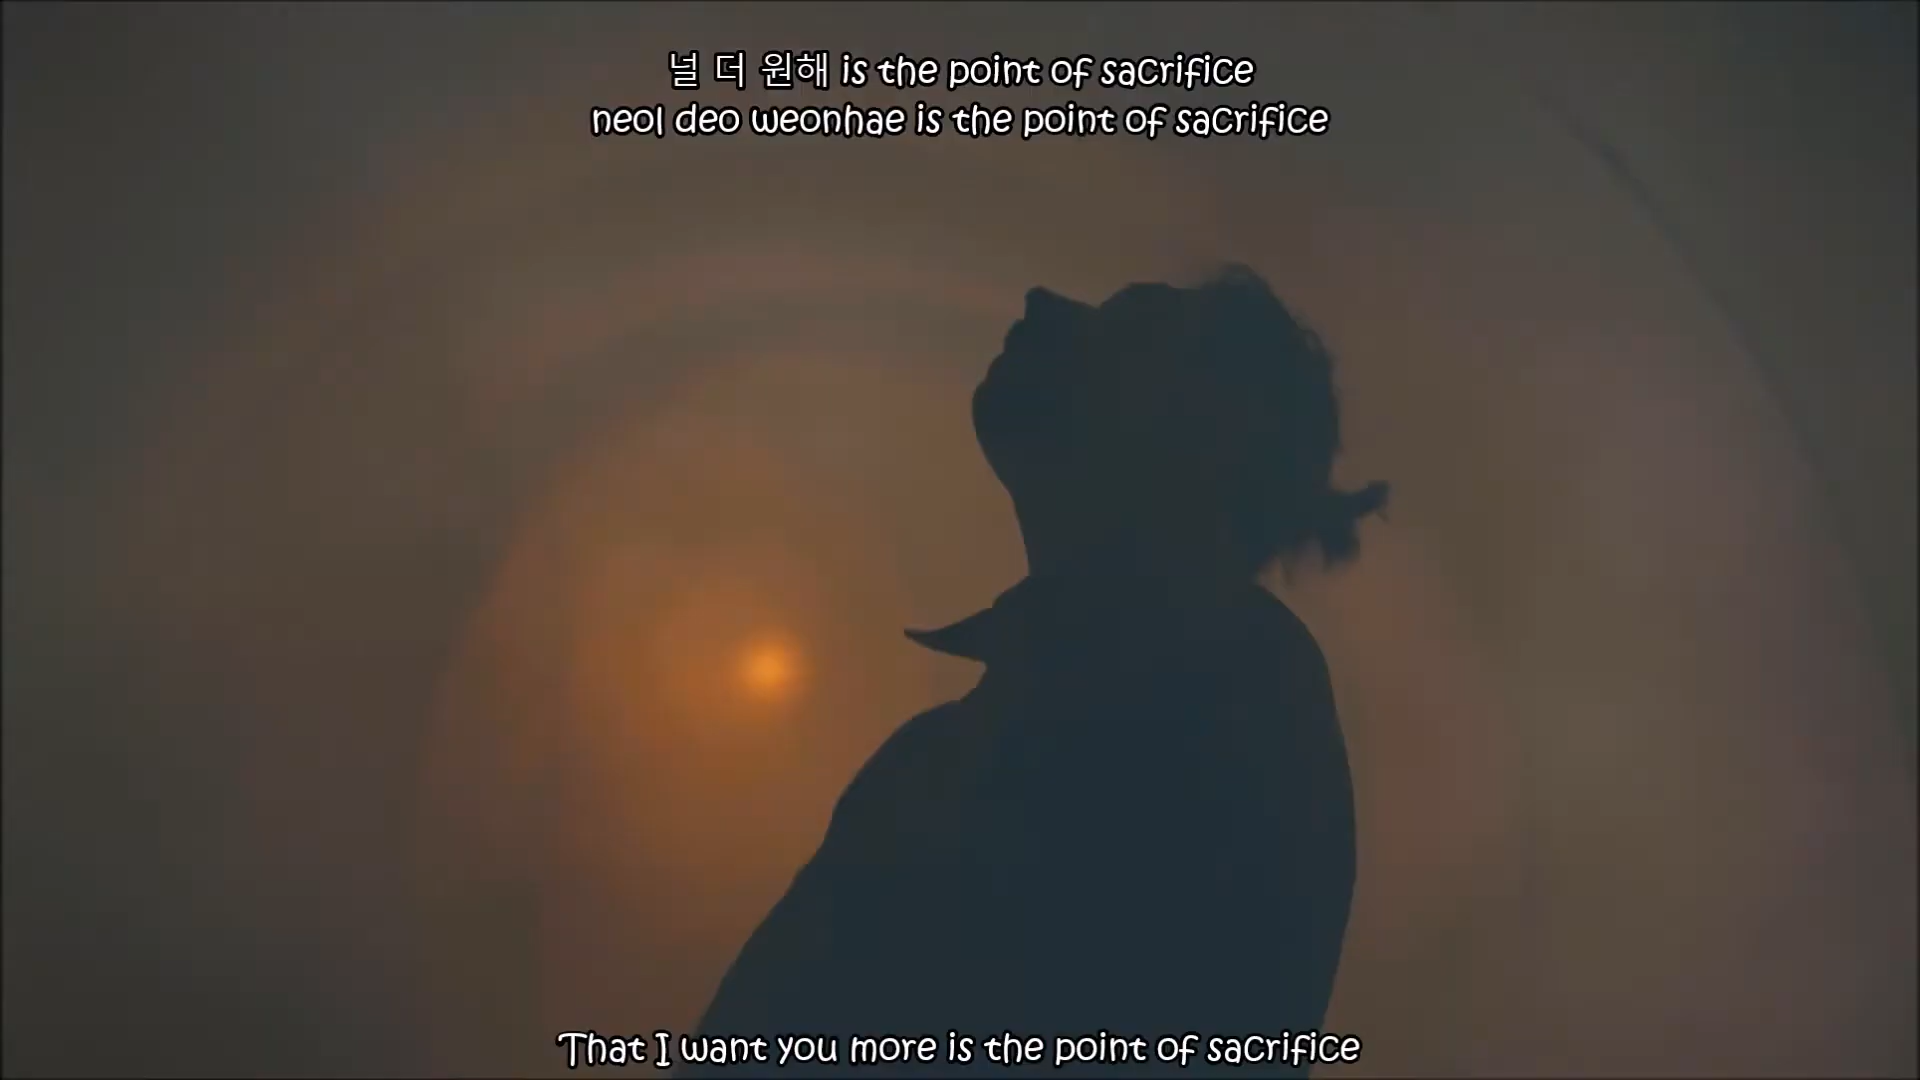 널 더 원해 is the point of sacrifice
neol deo weonhae is the point of sacrifice
That I want you more is the point of sacrifice